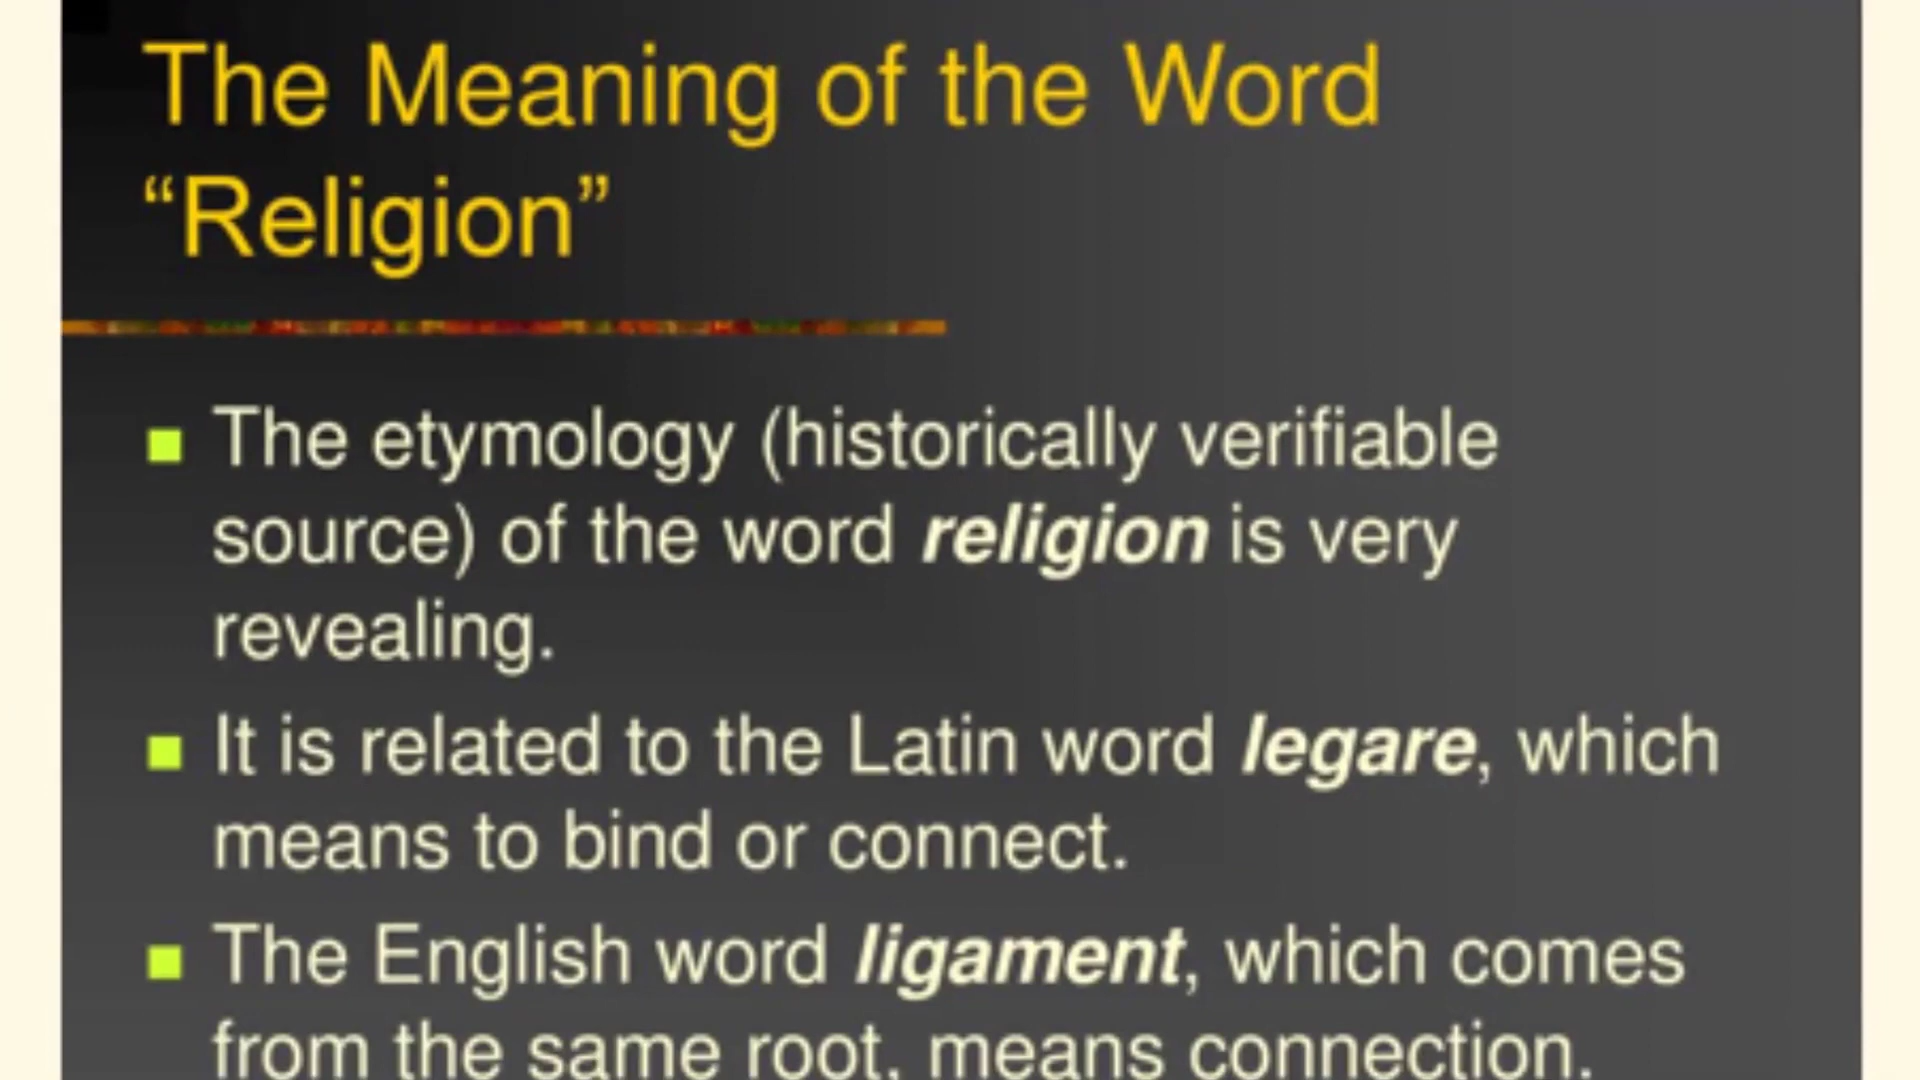 The Meaning of the Word
“Religion”
The etymology (historically verifiable
source) of the word religion is very
revealing.
It is related to the Latin word legare, which
means to bind or connect.
The English word ligament, which comes
from the same root, means connection.